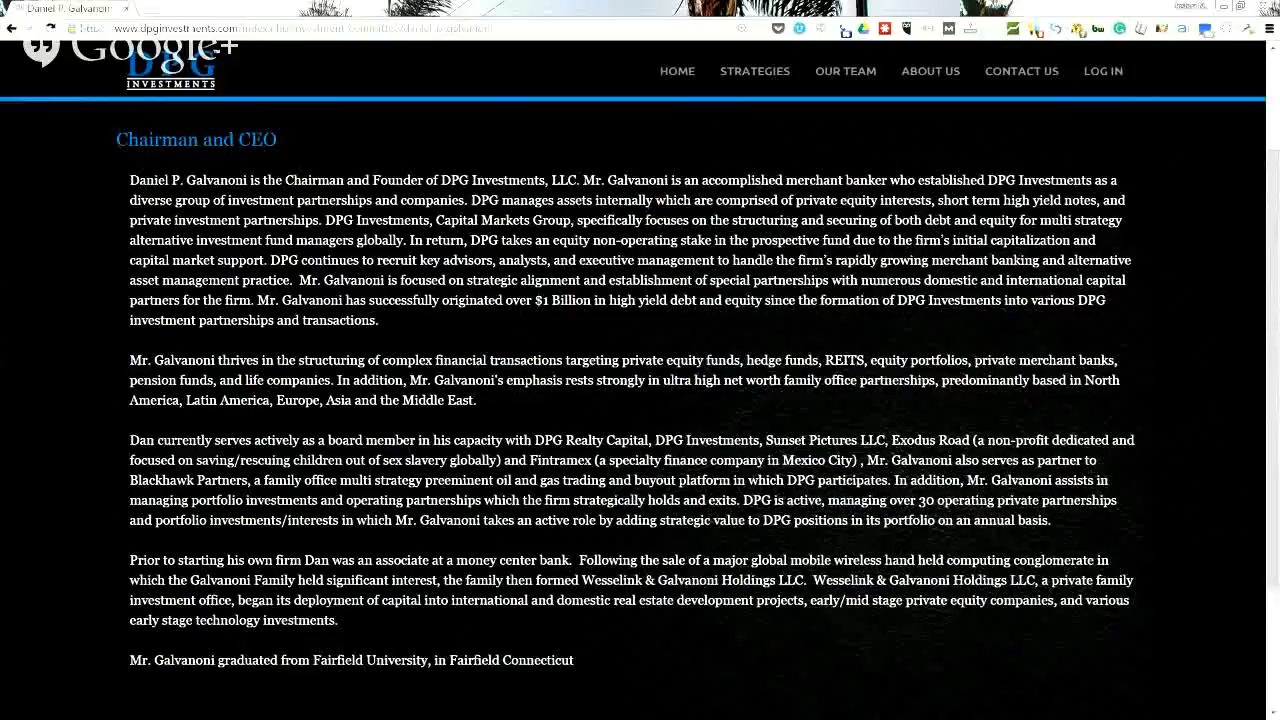 Daniel P. Galvanoni
www.dpginvestments.com
Google+
DPG
INVESTMENTS
HOME STRATEGIES OUR TEAM ABOUT US CONTACT US LOG IN
Chairman and CEO
Daniel P. Galvanoni is the Chairman and Founder of DPG Investments, LLC. Mr. Galvanoni is an accomplished merchant banker who established DPG Investments as a
diverse group of investment partnerships and companies. DPG manages assets internally which are comprised of private equity interests, short term high yield notes, and
private investment partnerships. DPG Investments, Capital Markets Group, specifically focuses on the structuring and securing of both debt and equity for multi strategy
alternative investment fund managers globally. In return, DPG takes an equity non-operating stake in the prospective fund due to the firm's initial capitalization and
capital market support. DPG continues to recruit key advisors, analysts, and executive management to handle the firm's rapidly growing merchant banking and alternative
asset management practice. Mr. Galvanoni is focused on strategic alignment and establishment of special partnerships with numerous domestic and international capital
partners for the firm. Mr. Galvanoni has successfully originated over $1 Billion in high yield debt and equity since the formation of DPG Investments into various DPG
investment partnerships and transactions.
Mr. Galvanoni thrives in the structuring of complex financial transactions targeting private equity funds, hedge funds, REITS, equity portfolios, private merchant banks,
pension funds, and life companies. In addition, Mr. Galvanoni's emphasis rests strongly in ultra high net worth family office partnerships, predominantly based in North
America, Latin America, Europe, Asia and the Middle East.
Dan currently serves actively as a board member in his capacity with DPG Realty Capital, DPG Investments, Sunset Pictures LLC, Exodus Road (a non-profit dedicated and
focused on saving/rescuing children out of sex slavery globally) and Fintramex (a specialty finance company in Mexico City) , Mr. Galvanoni also serves as partner to
Blackhawk Partners, a family office multi strategy preeminent oil and gas trading and buyout platform in which DPG participates. In addition, Mr. Galvanoni assists in
managing portfolio investments and operating partnerships which the firm strategically holds and exits. DPG is active, managing over 30 operating private partnerships
and portfolio investments/interests in which Mr. Galvanoni takes an active role by adding strategic value to DPG positions in its portfolio on an annual basis.
Prior to starting his own firm Dan was an associate at a money center bank. Following the sale of a major global mobile wireless hand held computing conglomerate in
which the Galvanoni Family held significant interest, the family then formed Wesselink & Galvanoni Holdings LLC. Wesselink & Galvanoni Holdings LLC, a private family
investment office, began its deployment of capital into international and domestic real estate development projects, early/mid stage private equity companies, and various
early stage technology investments.
Mr. Galvanoni graduated from Fairfield University, in Fairfield Connecticut